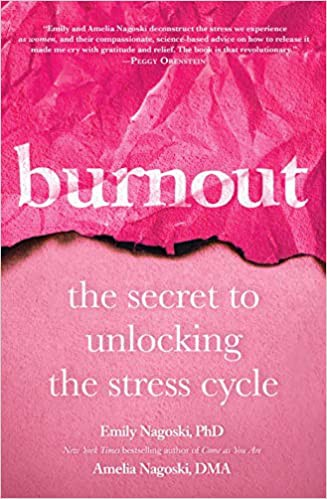 "Emily and Amelia Nagoski deconstruct the stress we experience
as women, and their compassionate, science-based advice on how to release it
made me cry with gratitude and relief. The book is that revolutionary."
—Peggy Orenstein
burnout
the secret to
unlocking
the stress cycle
Emily Nagoski, PhD
New York Times bestselling author of Come as You Are
Amelia Nagoski, DMA